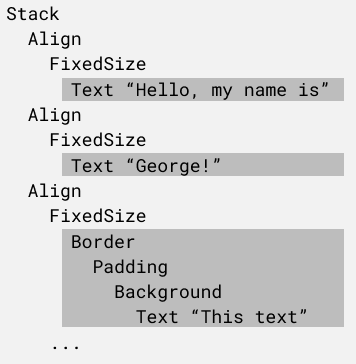 Stack
Align
FixedSize
Text “Hello, my name is”
Align
FixedSize
Text “George!”
Align
FixedSize
Border
Padding
Background
Text “This text”
...